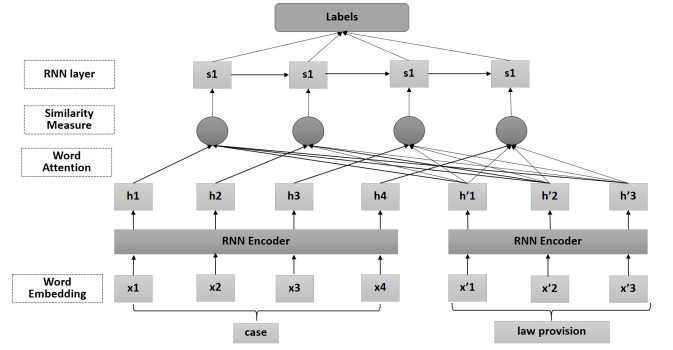 Labels
RNN layer
s1 s1 s1 s1
Similarity
Measure
Word
Attention
h1 h2 h3 h4 h'1 h'2 h'3
RNN Encoder RNN Encoder
Word
Embedding
x1 x2 x3 x4 x'1 x'2 x'3
case law provision